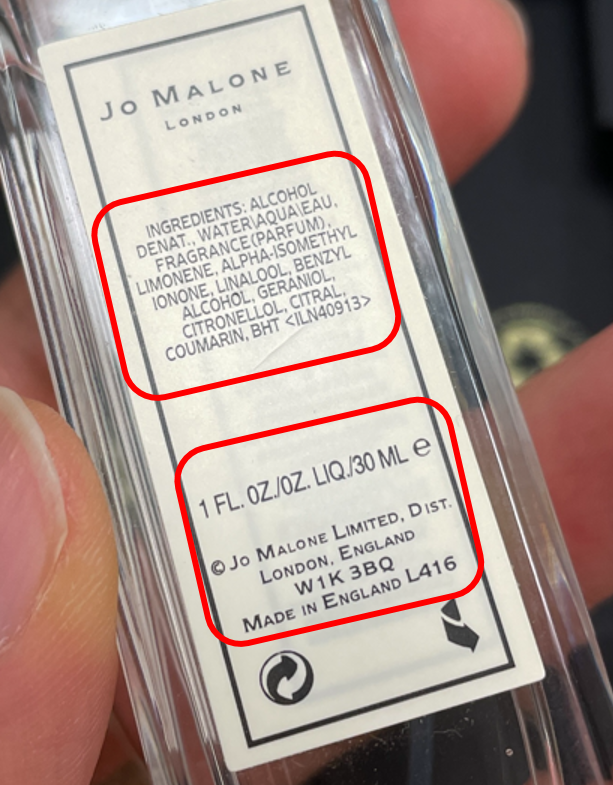 JO MALONE
LONDON
INGREDIENTS: ALCOHOL
DENAT., WATER\AQUA\EAU,
FRAGRANCE(PARFUM),
LIMONENE, ALPHA-ISOMETHYL
IONONE, LINALOOL, BENZYL
ALCOHOL, GERANIOL,
CITRONELLOL, CITRAL,
COUMARIN, BHT <ILN40913>
1 FL. OZ./OZ. LIQ./30 ML ℮
© JO MALONE LIMITED, DIST.
LONDON, ENGLAND
W1K 3BQ
MADE IN ENGLAND L416